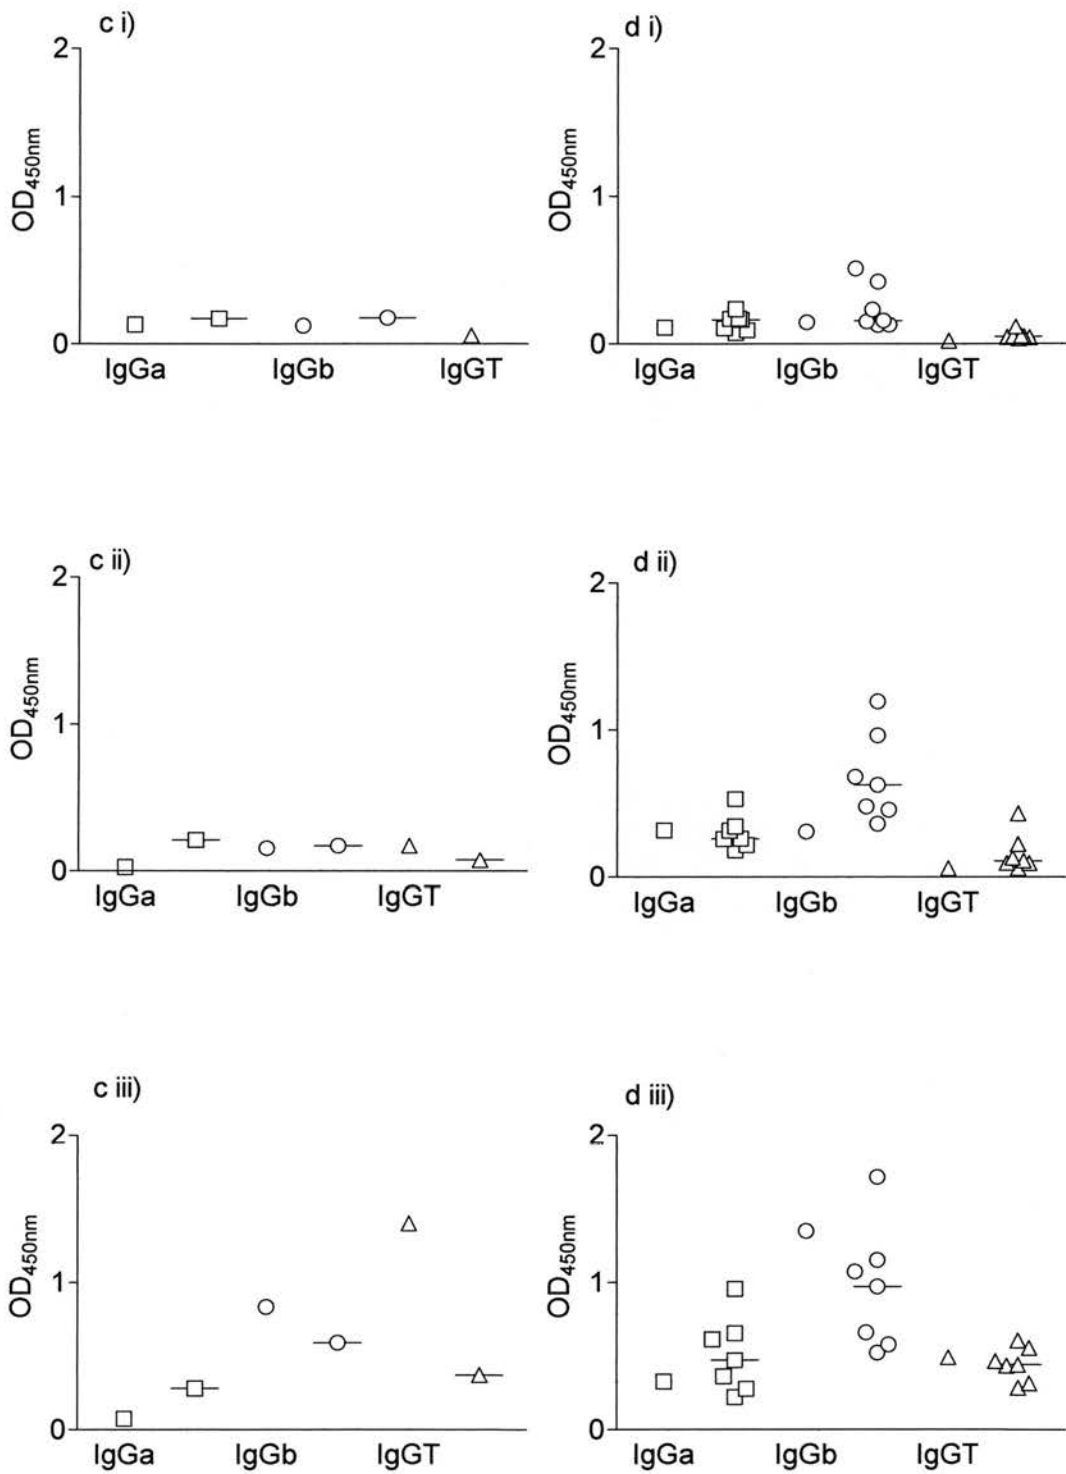 c i)
2
1
0
OD450nm
IgGa IgGb IgGT
d i)
2
1
0
OD450nm
IgGa IgGb IgGT
c ii)
2
1
0
OD450nm
IgGa IgGb IgGT
d ii)
2
1
0
OD450nm
IgGa IgGb IgGT
c iii)
2
1
0
OD450nm
IgGa IgGb IgGT
d iii)
2
1
0
OD450nm
IgGa IgGb IgGT